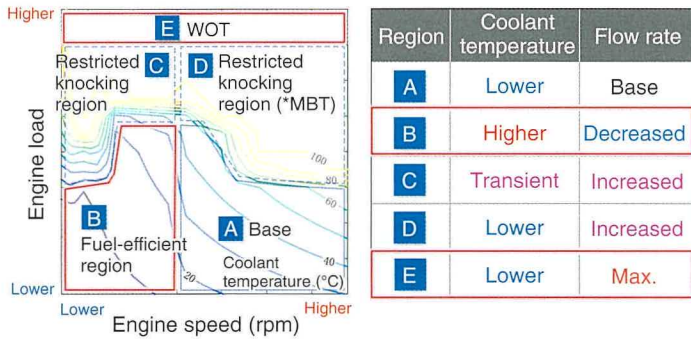 Higher
E WOT
Restricted knocking region C
D Restricted knocking region (*MBT)
Engine load
100
80
60
40
20
B
Fuel-efficient region
A Base
Coolant temperature (°C)
Lower
Lower
Higher
Engine speed (rpm)
Region Coolant temperature Flow rate
A Lower Base
B Higher Decreased
C Transient Increased
D Lower Increased
E Lower Max.